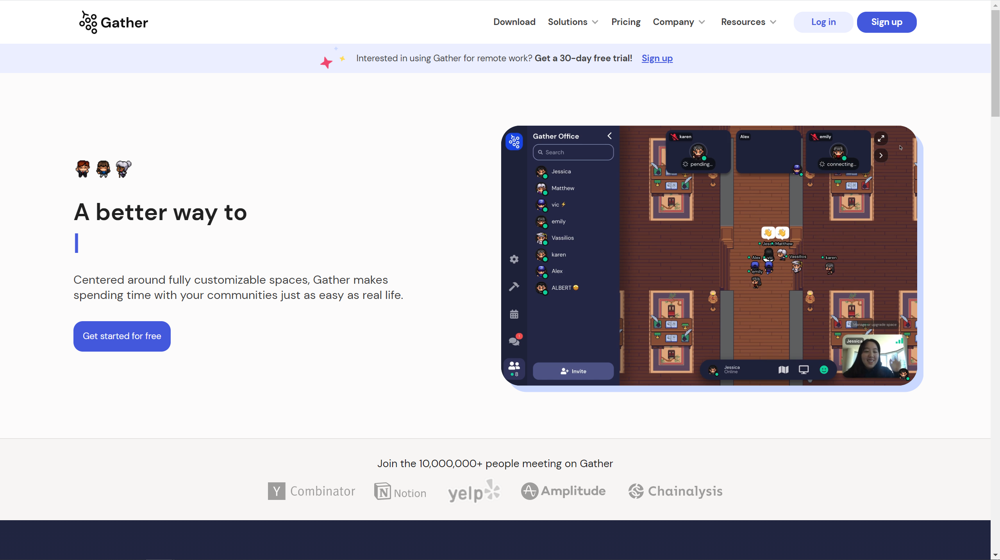 Gather
Download
Solutions
Pricing
Company
Resources
Log in
Sign up
Interested in using Gather for remote work? Get a 30-day free trial! Sign up
A better way to
Centered around fully customizable spaces, Gather makes
spending time with your communities just as easy as real life.
Get started for free
Gather Office
Search
Jessica
Matthew
vic
emily
Vassilios
karen
Alex
ALBERT
Invite
1
8
karen
pending...
Alex
emily
connecting...
Matthew
Alex
vic
Vassilios
karen
emily
Manage or upgrade space
Jessica
Jessica
Online
Join the 10,000,000+ people meeting on Gather
Y Combinator
Notion
yelp
Amplitude
Chainalysis